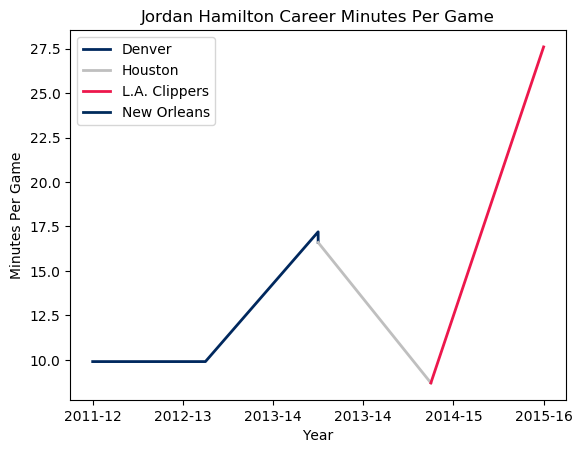 Jordan Hamilton Career Minutes Per Game
Denver
Houston
L.A. Clippers
New Orleans
27.5
25.0
22.5
20.0
17.5
15.0
12.5
10.0
Minutes Per Game
2011-12 2012-13 2013-14 2013-14 2014-15 2015-16
Year